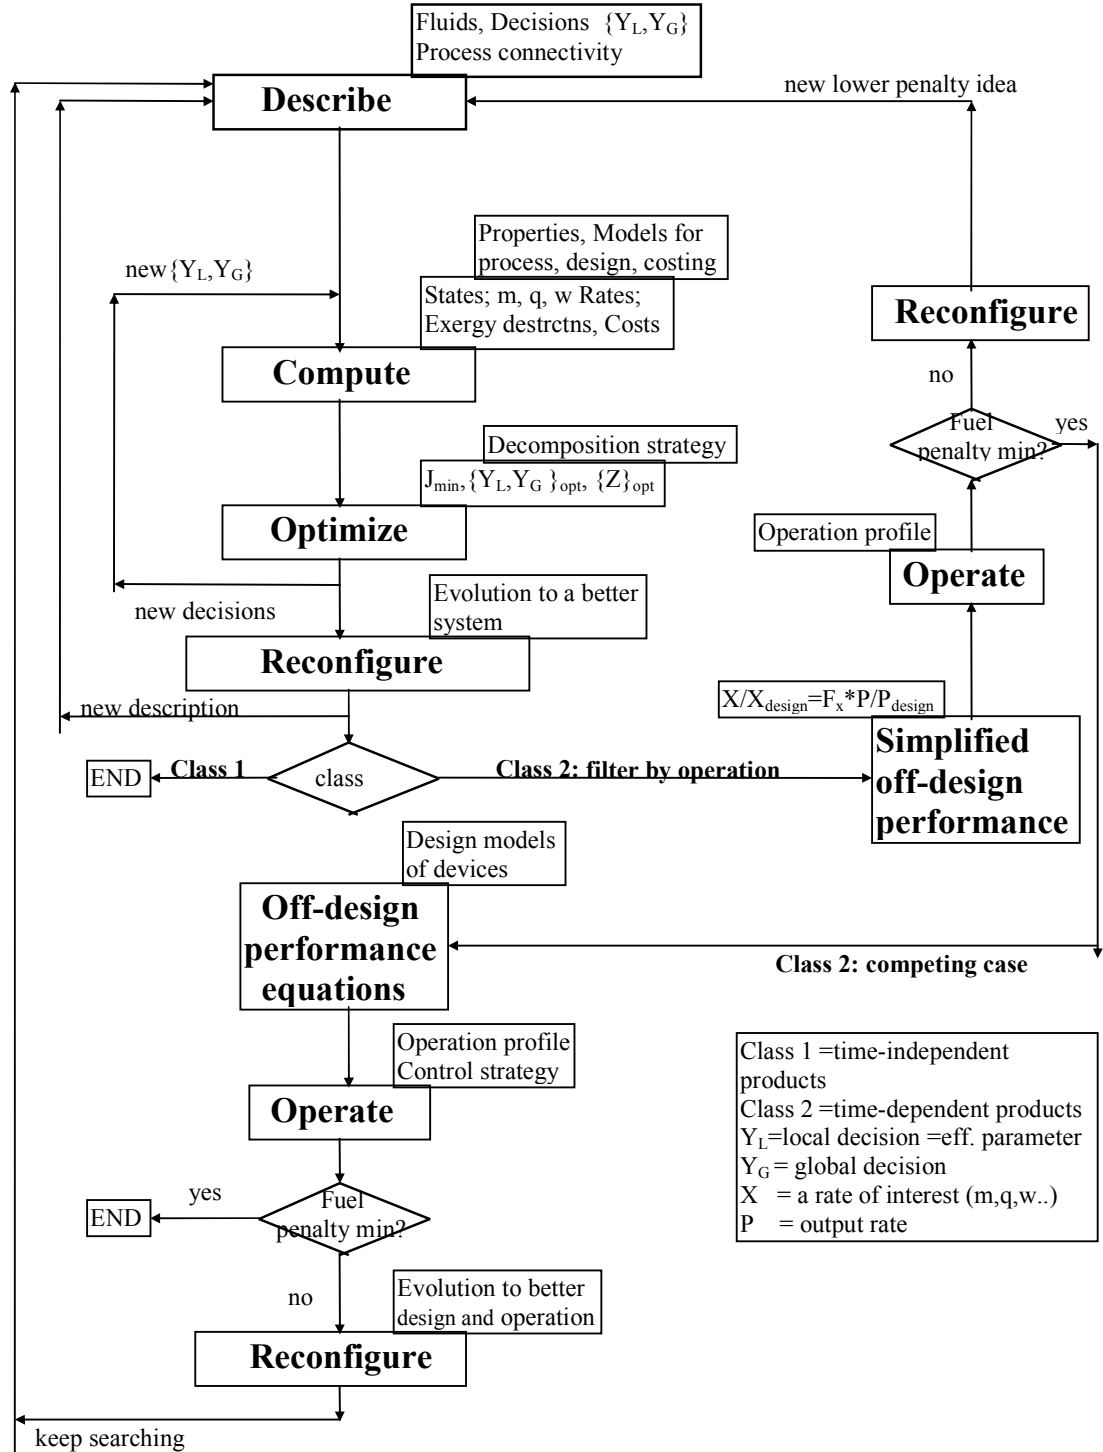 Fluids, Decisions {Y_L,Y_G}
Process connectivity
new lower penalty idea
Describe
Properties, Models for
process, design, costing
new{Y_L,Y_G}
States; m, q, w Rates;
Exergy destrctns, Costs
Reconfigure
Compute
no
Fuel
penalty min?
yes
Decomposition strategy
J_min,{Y_L,Y_G }_opt, {Z}_opt
Optimize
Operation profile
Operate
new decisions
Evolution to a better
system
Reconfigure
X/X_design=F_x*P/P_design
new description
Simplified
off-design
performance
END
Class 1
class
Class 2: filter by operation
Design models
of devices
Off-design
performance
equations
Class 2: competing case
Operation profile
Control strategy
Operate
Class 1 =time-independent
products
Class 2 =time-dependent products
Y_L=local decision =eff. parameter
Y_G = global decision
X = a rate of interest (m,q,w..)
P = output rate
yes
END
Fuel
penalty min?
no
Evolution to better
design and operation
Reconfigure
keep searching